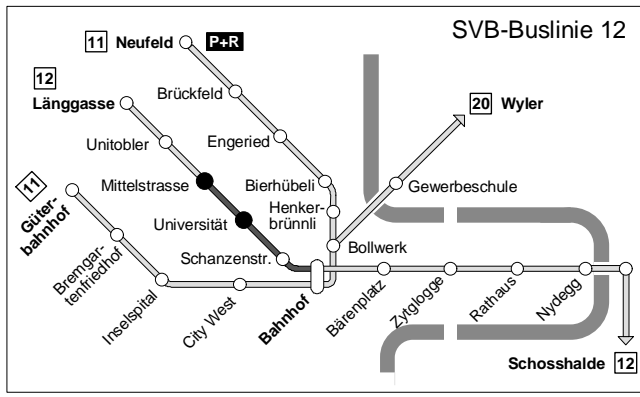 SVB-Buslinie 12
11 Neufeld P+R
12
Länggasse
20 Wyler
Brückfeld
Unitobler
Engeried
Mittelstrasse
Bierhübeli
Gewerbeschule
11
Güter-
bahnhof
Henker-
brünnli
Universität
Bremgar-
tenfriedhof
Bollwerk
Schanzenstr.
Inselspital
City West
Bahnhof
Bärenplatz
Zytglogge
Rathaus
Nydegg
Schosshalde 12